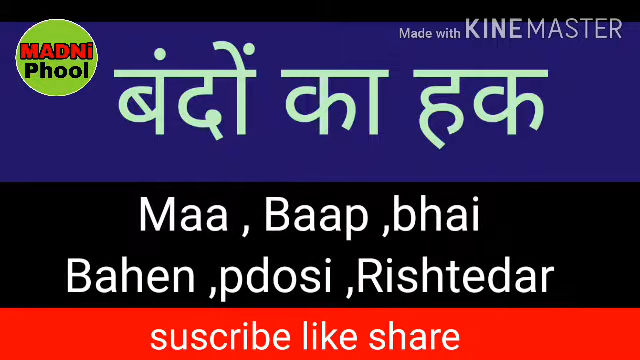 MADNi
Phool
Made with KINEMASTER
बंदों का हक
Maa , Baap ,bhai
Bahen ,pdosi ,Rishtedar
suscribe like share